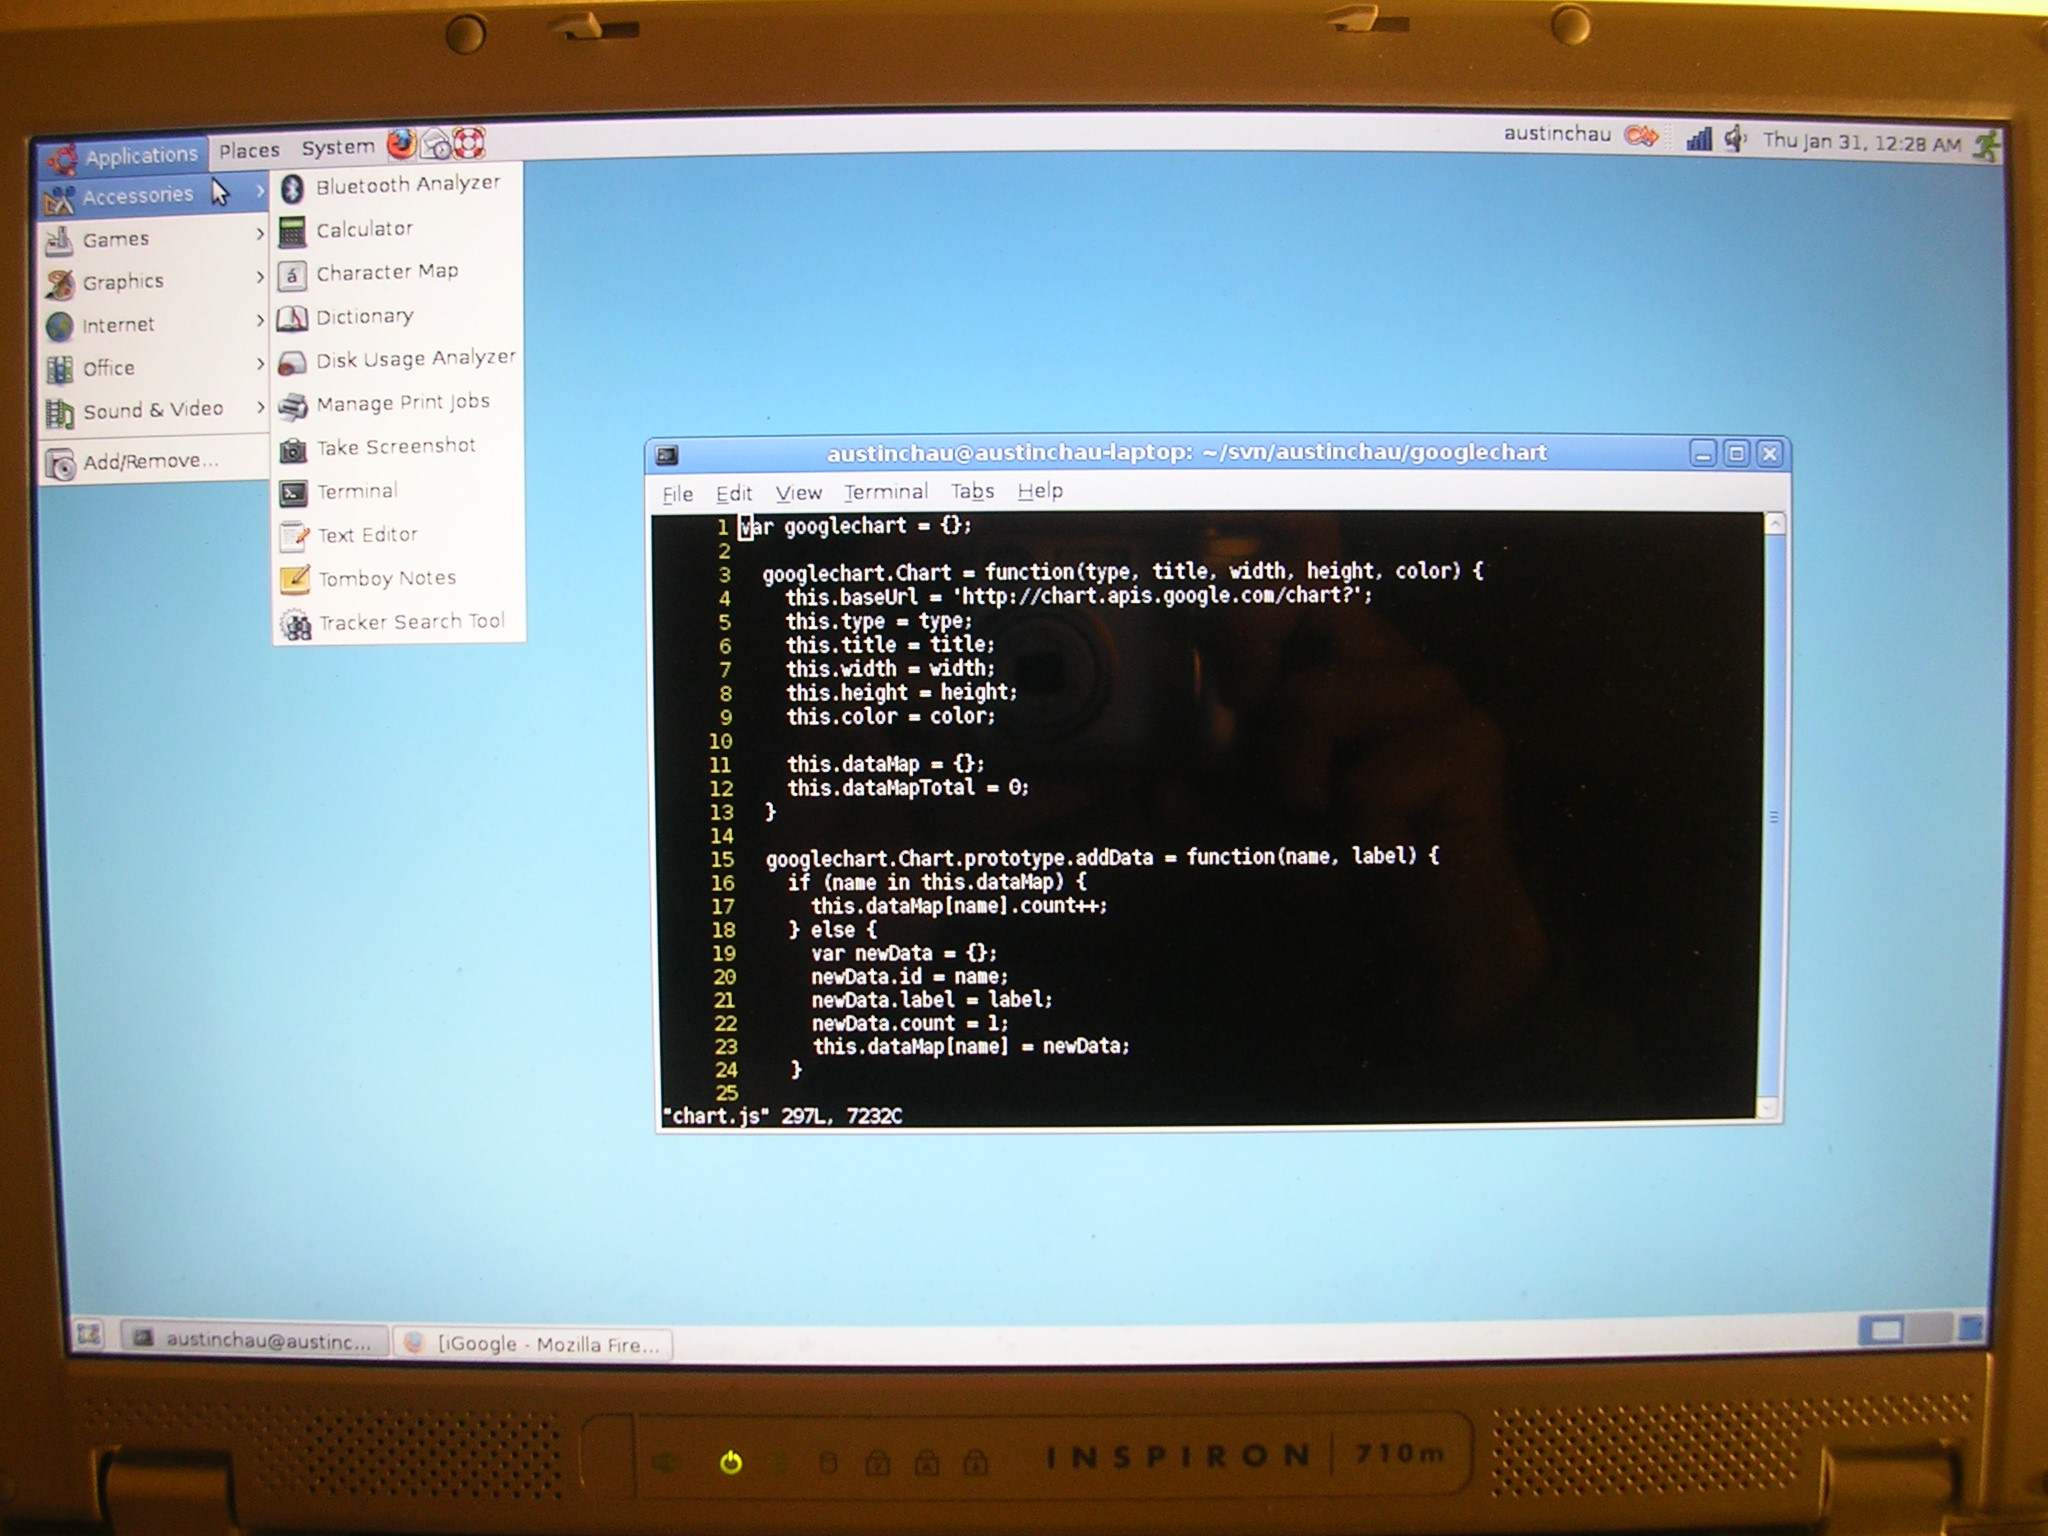 Applications Places System austinchau Thu Jan 31, 12:28 AM
Accessories
Games
Graphics
Internet
Office
Sound & Video
Add/Remove...
Bluetooth Analyzer
Calculator
Character Map
Dictionary
Disk Usage Analyzer
Manage Print Jobs
Take Screenshot
Terminal
Text Editor
Tomboy Notes
Tracker Search Tool
austinchau@austinchau-laptop: ~/svn/austinchau/googlechart
File Edit View Terminal Tabs Help
1 var googlechart = {};
2
3 googlechart.Chart = function(type, title, width, height, color) {
4 this.baseUrl = 'http://chart.apis.google.com/chart?';
5 this.type = type;
6 this.title = title;
7 this.width = width;
8 this.height = height;
9 this.color = color;
10
11 this.dataMap = {};
12 this.dataMapTotal = 0;
13 }
14
15 googlechart.Chart.prototype.addData = function(name, label) {
16 if (name in this.dataMap) {
17 this.dataMap[name].count++;
18 } else {
19 var newData = {};
20 newData.id = name;
21 newData.label = label;
22 newData.count = 1;
23 this.dataMap[name] = newData;
24 }
25
"chart.js" 297L, 7232C
austinchau@austinc... [iGoogle - Mozilla Fire...
INSPIRON 710m